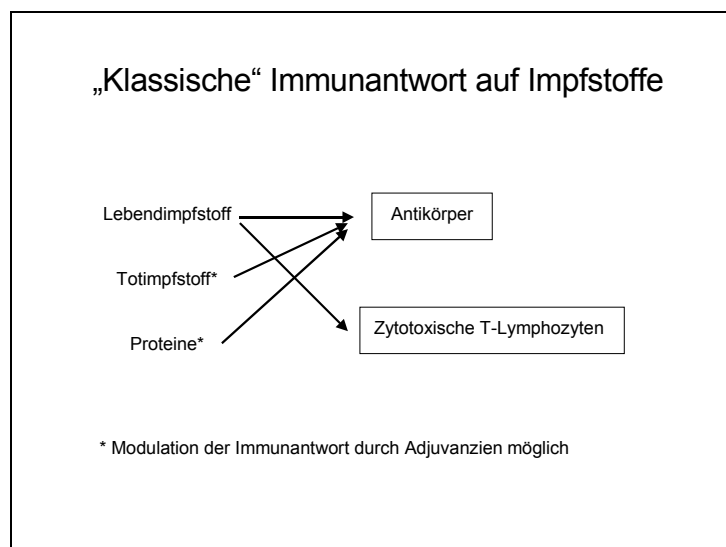 „Klassische“ Immunantwort auf Impfstoffe
Lebendimpfstoff
Antikörper
Totimpfstoff*
Zytotoxische T-Lymphozyten
Proteine*
* Modulation der Immunantwort durch Adjuvanzien möglich